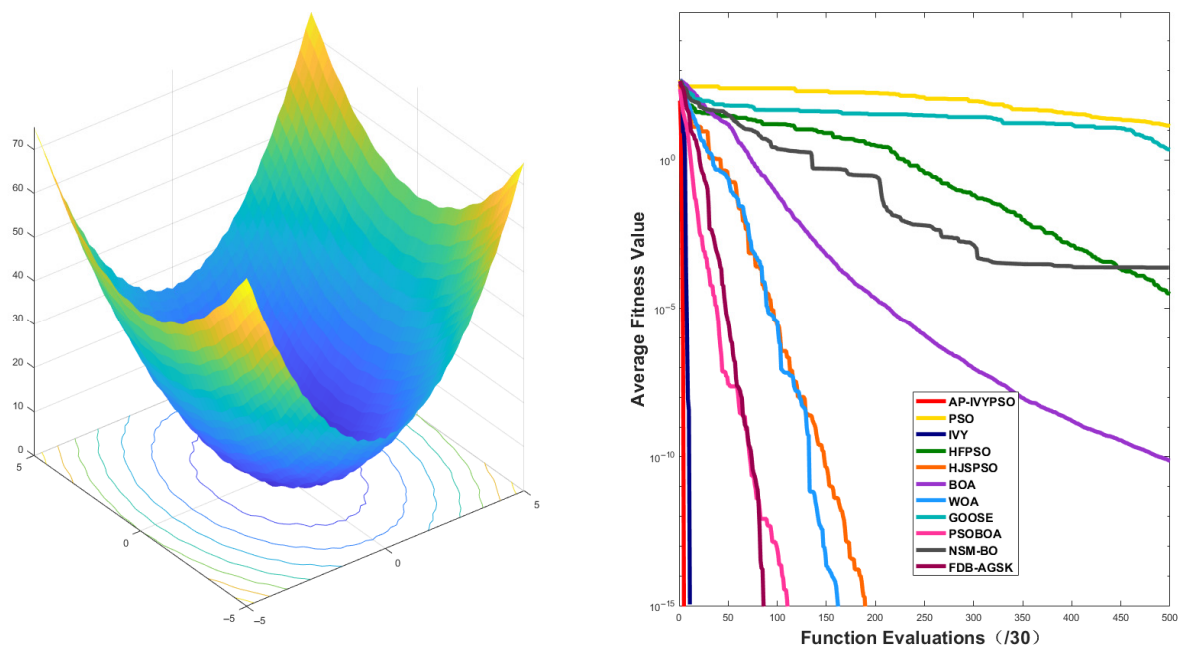 70
60
50
40
30
20
10
0
5
0
−5
−5
0
5
Average Fitness Value
10^0
10^−5
10^−10
10^−15
0 50 100 150 200 250 300 350 400 450 500
Function Evaluations（/30）
AP-IVYPSO
PSO
IVY
HFPSO
HJSPSO
BOA
WOA
GOOSE
PSOBOA
NSM-BO
FDB-AGSK